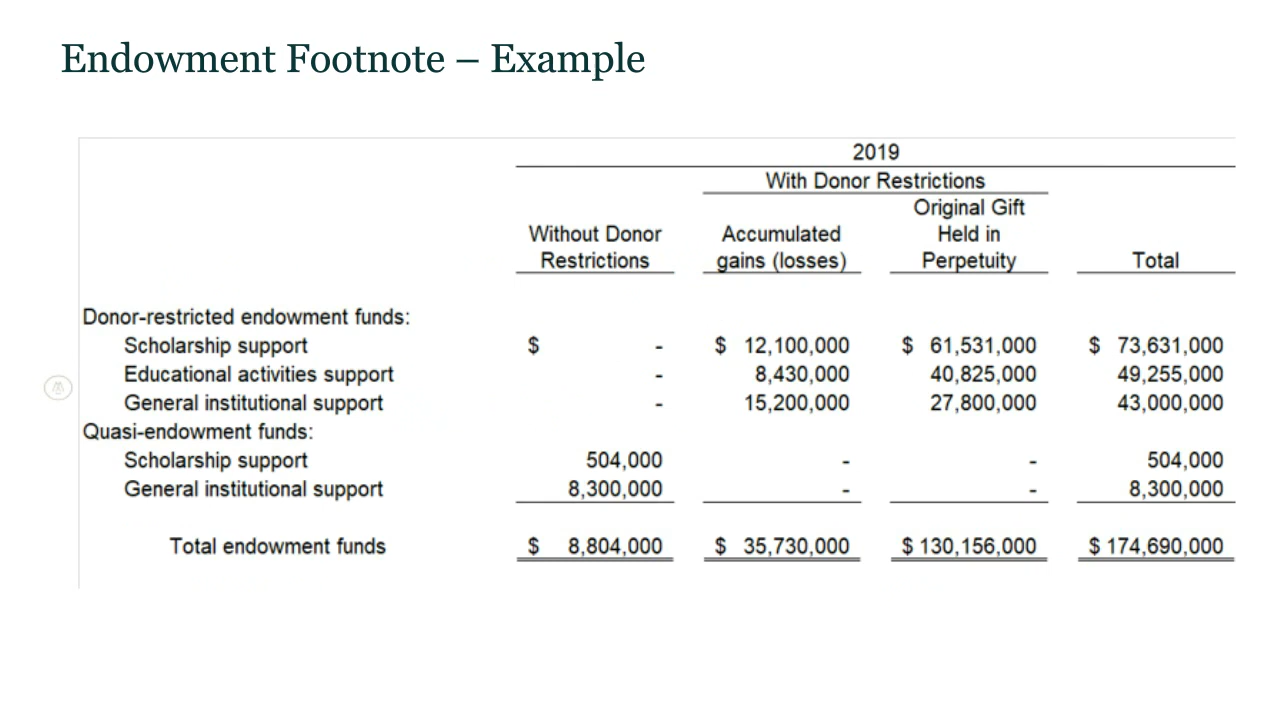 Endowment Footnote – Example
2019
With Donor Restrictions
Original Gift
Without Donor Accumulated Held in
Restrictions gains (losses) Perpetuity Total
Donor-restricted endowment funds:
Scholarship support $ - $ 12,100,000 $ 61,531,000 $ 73,631,000
Educational activities support - 8,430,000 40,825,000 49,255,000
General institutional support - 15,200,000 27,800,000 43,000,000
Quasi-endowment funds:
Scholarship support 504,000 - - 504,000
General institutional support 8,300,000 - - 8,300,000
Total endowment funds $ 8,804,000 $ 35,730,000 $ 130,156,000 $ 174,690,000